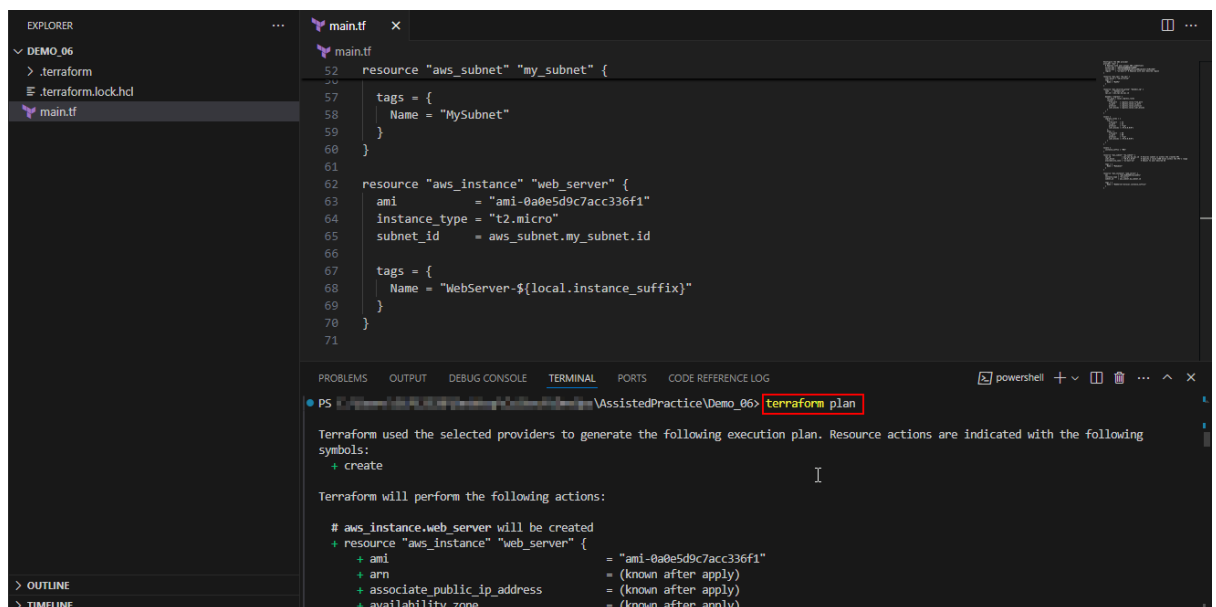 EXPLORER
DEMO_06
.terraform
.terraform.lock.hcl
main.tf
OUTLINE
TIMELINE
main.tf
main.tf
52 resource "aws_subnet" "my_subnet" {
57 tags = {
58 Name = "MySubnet"
59 }
60 }
61
62 resource "aws_instance" "web_server" {
63 ami = "ami-0a0e5d9c7acc336f1"
64 instance_type = "t2.micro"
65 subnet_id = aws_subnet.my_subnet.id
66
67 tags = {
68 Name = "WebServer-${local.instance_suffix}"
69 }
70 }
71
PROBLEMS OUTPUT DEBUG CONSOLE TERMINAL PORTS CODE REFERENCE LOG powershell
PS \AssistedPractice\Demo_06> terraform plan
Terraform used the selected providers to generate the following execution plan. Resource actions are indicated with the following
symbols:
+ create
Terraform will perform the following actions:
# aws_instance.web_server will be created
+ resource "aws_instance" "web_server" {
+ ami = "ami-0a0e5d9c7acc336f1"
+ arn = (known after apply)
+ associate_public_ip_address = (known after apply)
+ availability_zone = (known after apply)